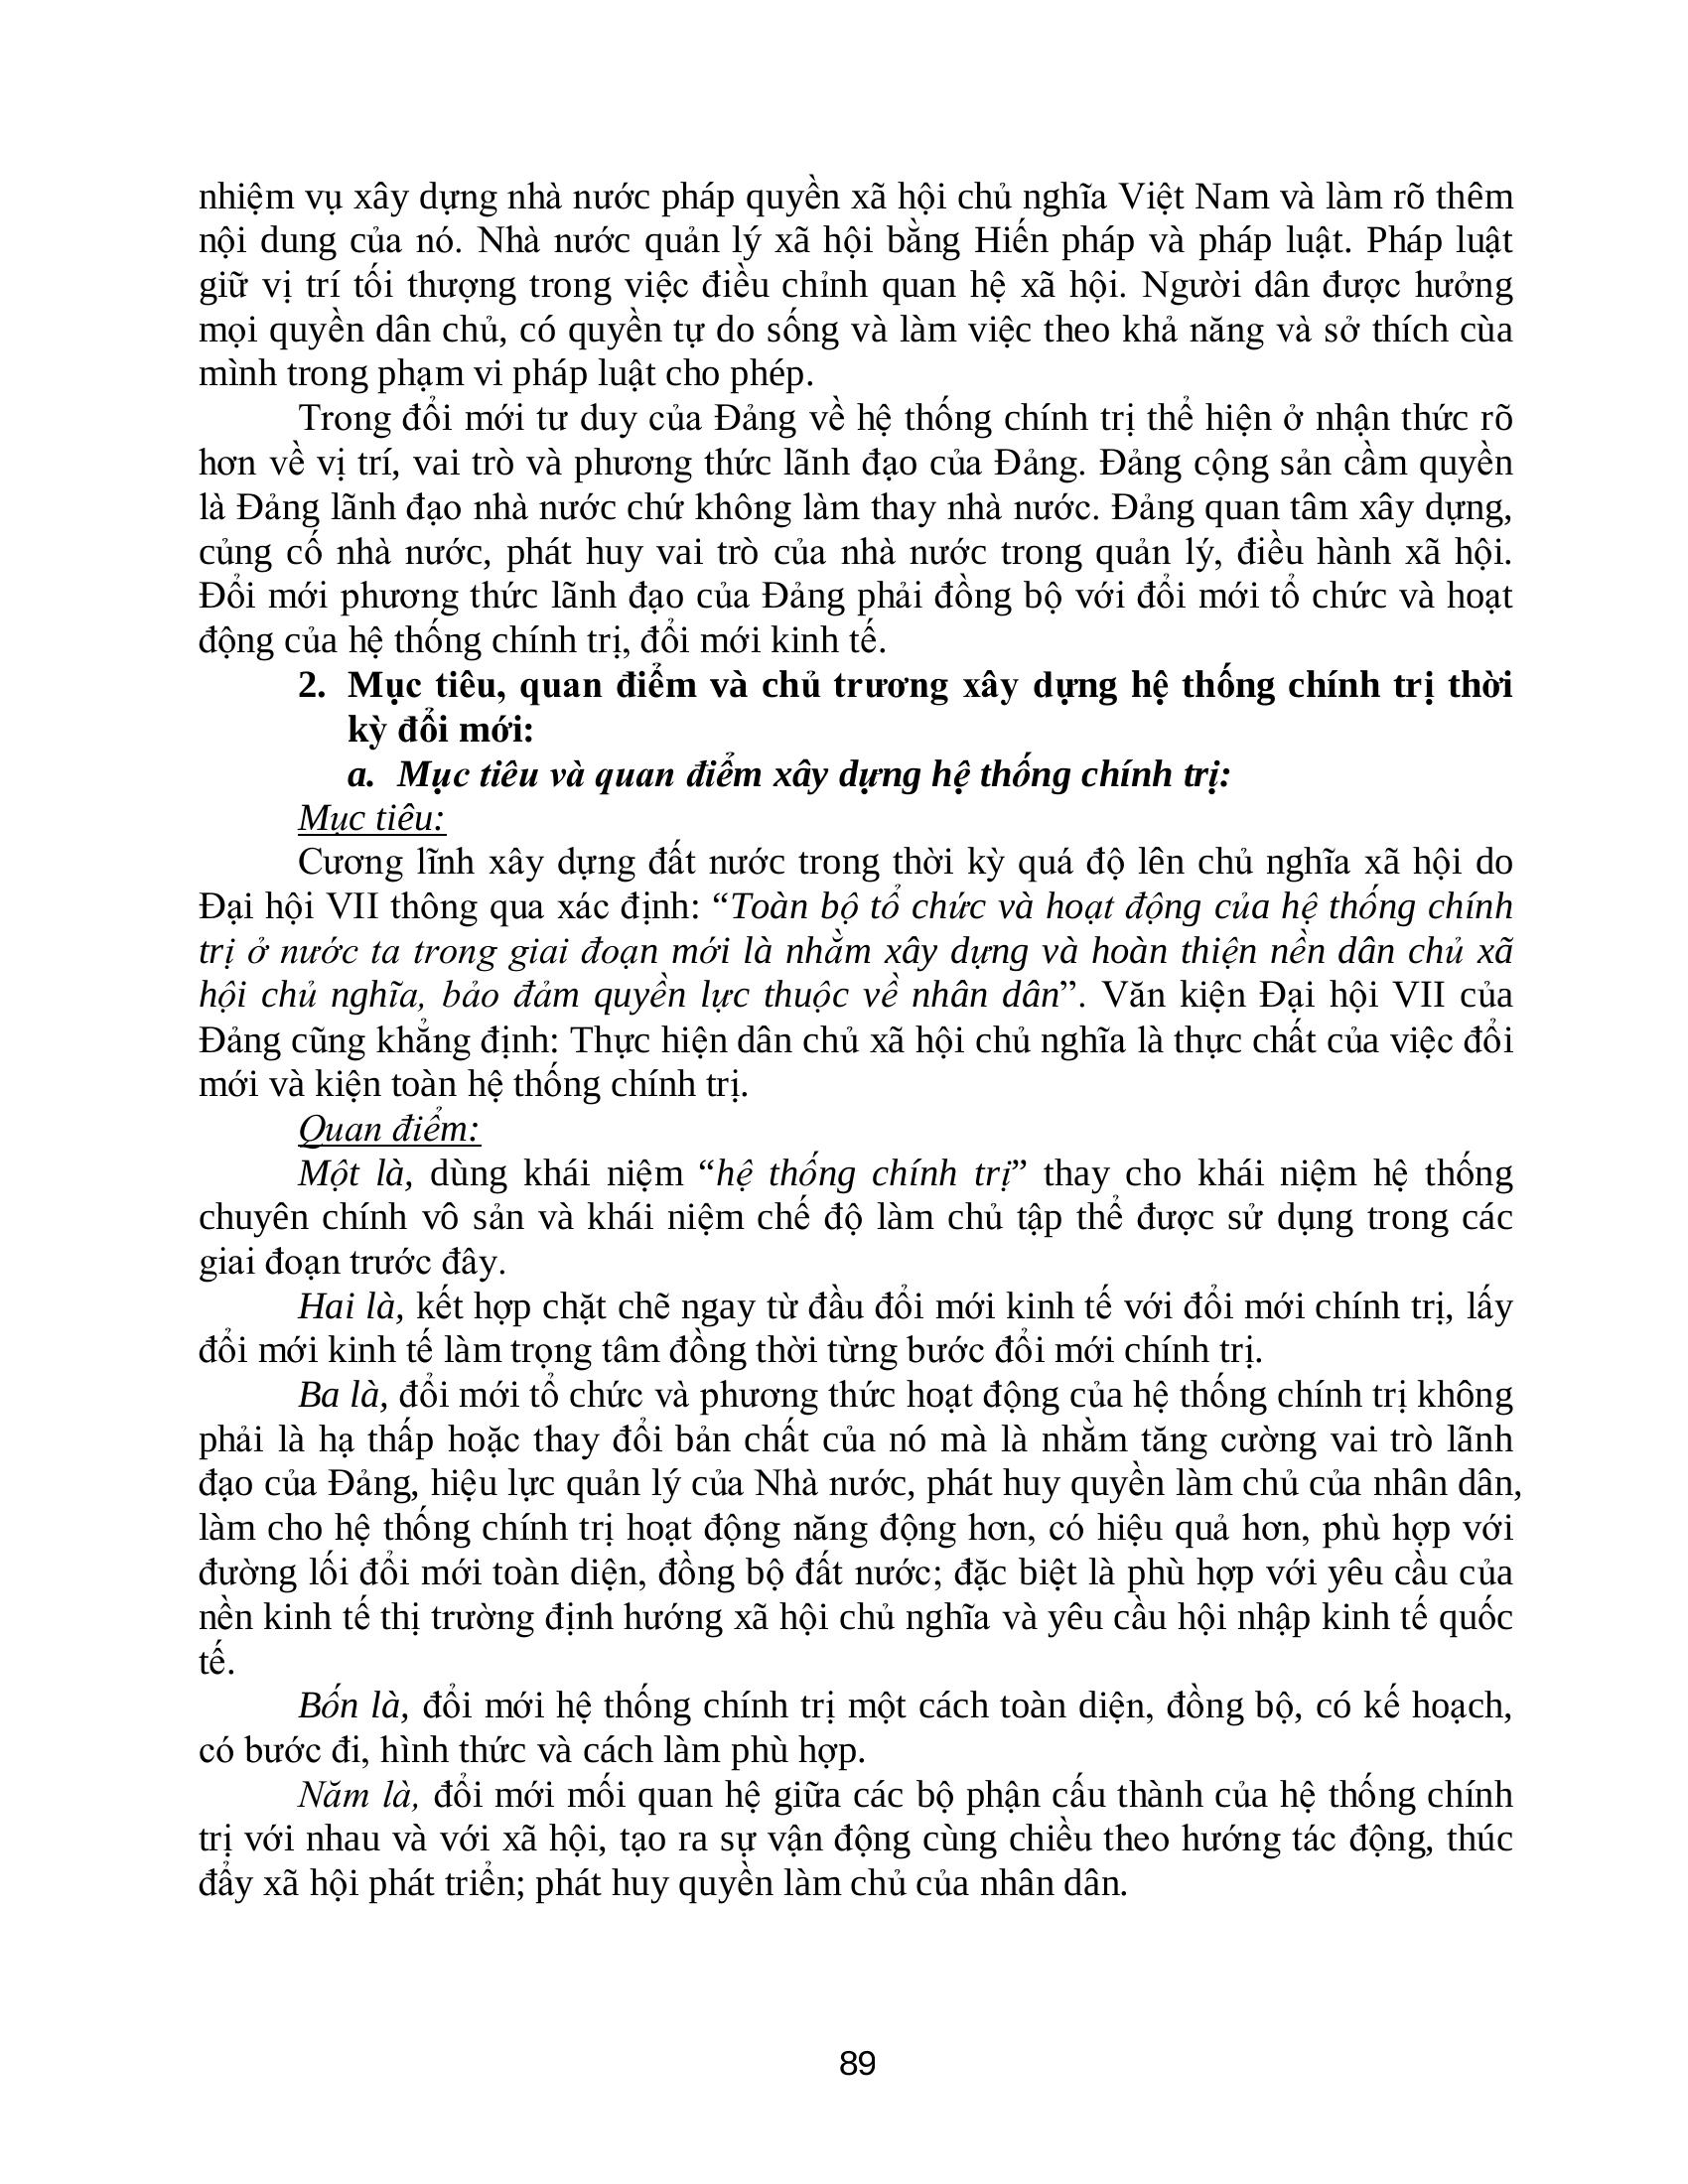 nhiệm vụ xây dựng nhà nước pháp quyền xã hội chủ nghĩa Việt Nam và làm rõ thêm
nội dung của nó. Nhà nước quản lý xã hội bằng Hiến pháp và pháp luật. Pháp luật
giữ vị trí tối thượng trong việc điều chỉnh quan hệ xã hội. Người dân được hưởng
mọi quyền dân chủ, có quyền tự do sống và làm việc theo khả năng và sở thích cùa
mình trong phạm vi pháp luật cho phép.
Trong đổi mới tư duy của Đảng về hệ thống chính trị thể hiện ở nhận thức rõ
hơn về vị trí, vai trò và phương thức lãnh đạo của Đảng. Đảng cộng sản cầm quyền
là Đảng lãnh đạo nhà nước chứ không làm thay nhà nước. Đảng quan tâm xây dựng,
củng cố nhà nước, phát huy vai trò của nhà nước trong quản lý, điều hành xã hội.
Đổi mới phương thức lãnh đạo của Đảng phải đồng bộ với đổi mới tổ chức và hoạt
động của hệ thống chính trị, đổi mới kinh tế.
2. Mục tiêu, quan điểm và chủ trương xây dựng hệ thống chính trị thời
kỳ đổi mới:
a. Mục tiêu và quan điểm xây dựng hệ thống chính trị:
Mục tiêu:
Cương lĩnh xây dựng đất nước trong thời kỳ quá độ lên chủ nghĩa xã hội do
Đại hội VII thông qua xác định: “Toàn bộ tổ chức và hoạt động của hệ thống chính
trị ở nước ta trong giai đoạn mới là nhằm xây dựng và hoàn thiện nền dân chủ xã
hội chủ nghĩa, bảo đảm quyền lực thuộc về nhân dân”. Văn kiện Đại hội VII của
Đảng cũng khẳng định: Thực hiện dân chủ xã hội chủ nghĩa là thực chất của việc đổi
mới và kiện toàn hệ thống chính trị.
Quan điểm:
Một là, dùng khái niệm “hệ thống chính trị” thay cho khái niệm hệ thống
chuyên chính vô sản và khái niệm chế độ làm chủ tập thể được sử dụng trong các
giai đoạn trước đây.
Hai là, kết hợp chặt chẽ ngay từ đầu đổi mới kinh tế với đổi mới chính trị, lấy
đổi mới kinh tế làm trọng tâm đồng thời từng bước đổi mới chính trị.
Ba là, đổi mới tổ chức và phương thức hoạt động của hệ thống chính trị không
phải là hạ thấp hoặc thay đổi bản chất của nó mà là nhằm tăng cường vai trò lãnh
đạo của Đảng, hiệu lực quản lý của Nhà nước, phát huy quyền làm chủ của nhân dân,
làm cho hệ thống chính trị hoạt động năng động hơn, có hiệu quả hơn, phù hợp với
đường lối đổi mới toàn diện, đồng bộ đất nước; đặc biệt là phù hợp với yêu cầu của
nền kinh tế thị trường định hướng xã hội chủ nghĩa và yêu cầu hội nhập kinh tế quốc
tế.
Bốn là, đổi mới hệ thống chính trị một cách toàn diện, đồng bộ, có kế hoạch,
có bước đi, hình thức và cách làm phù hợp.
Năm là, đổi mới mối quan hệ giữa các bộ phận cấu thành của hệ thống chính
trị với nhau và với xã hội, tạo ra sự vận động cùng chiều theo hướng tác động, thúc
đẩy xã hội phát triển; phát huy quyền làm chủ của nhân dân.
89